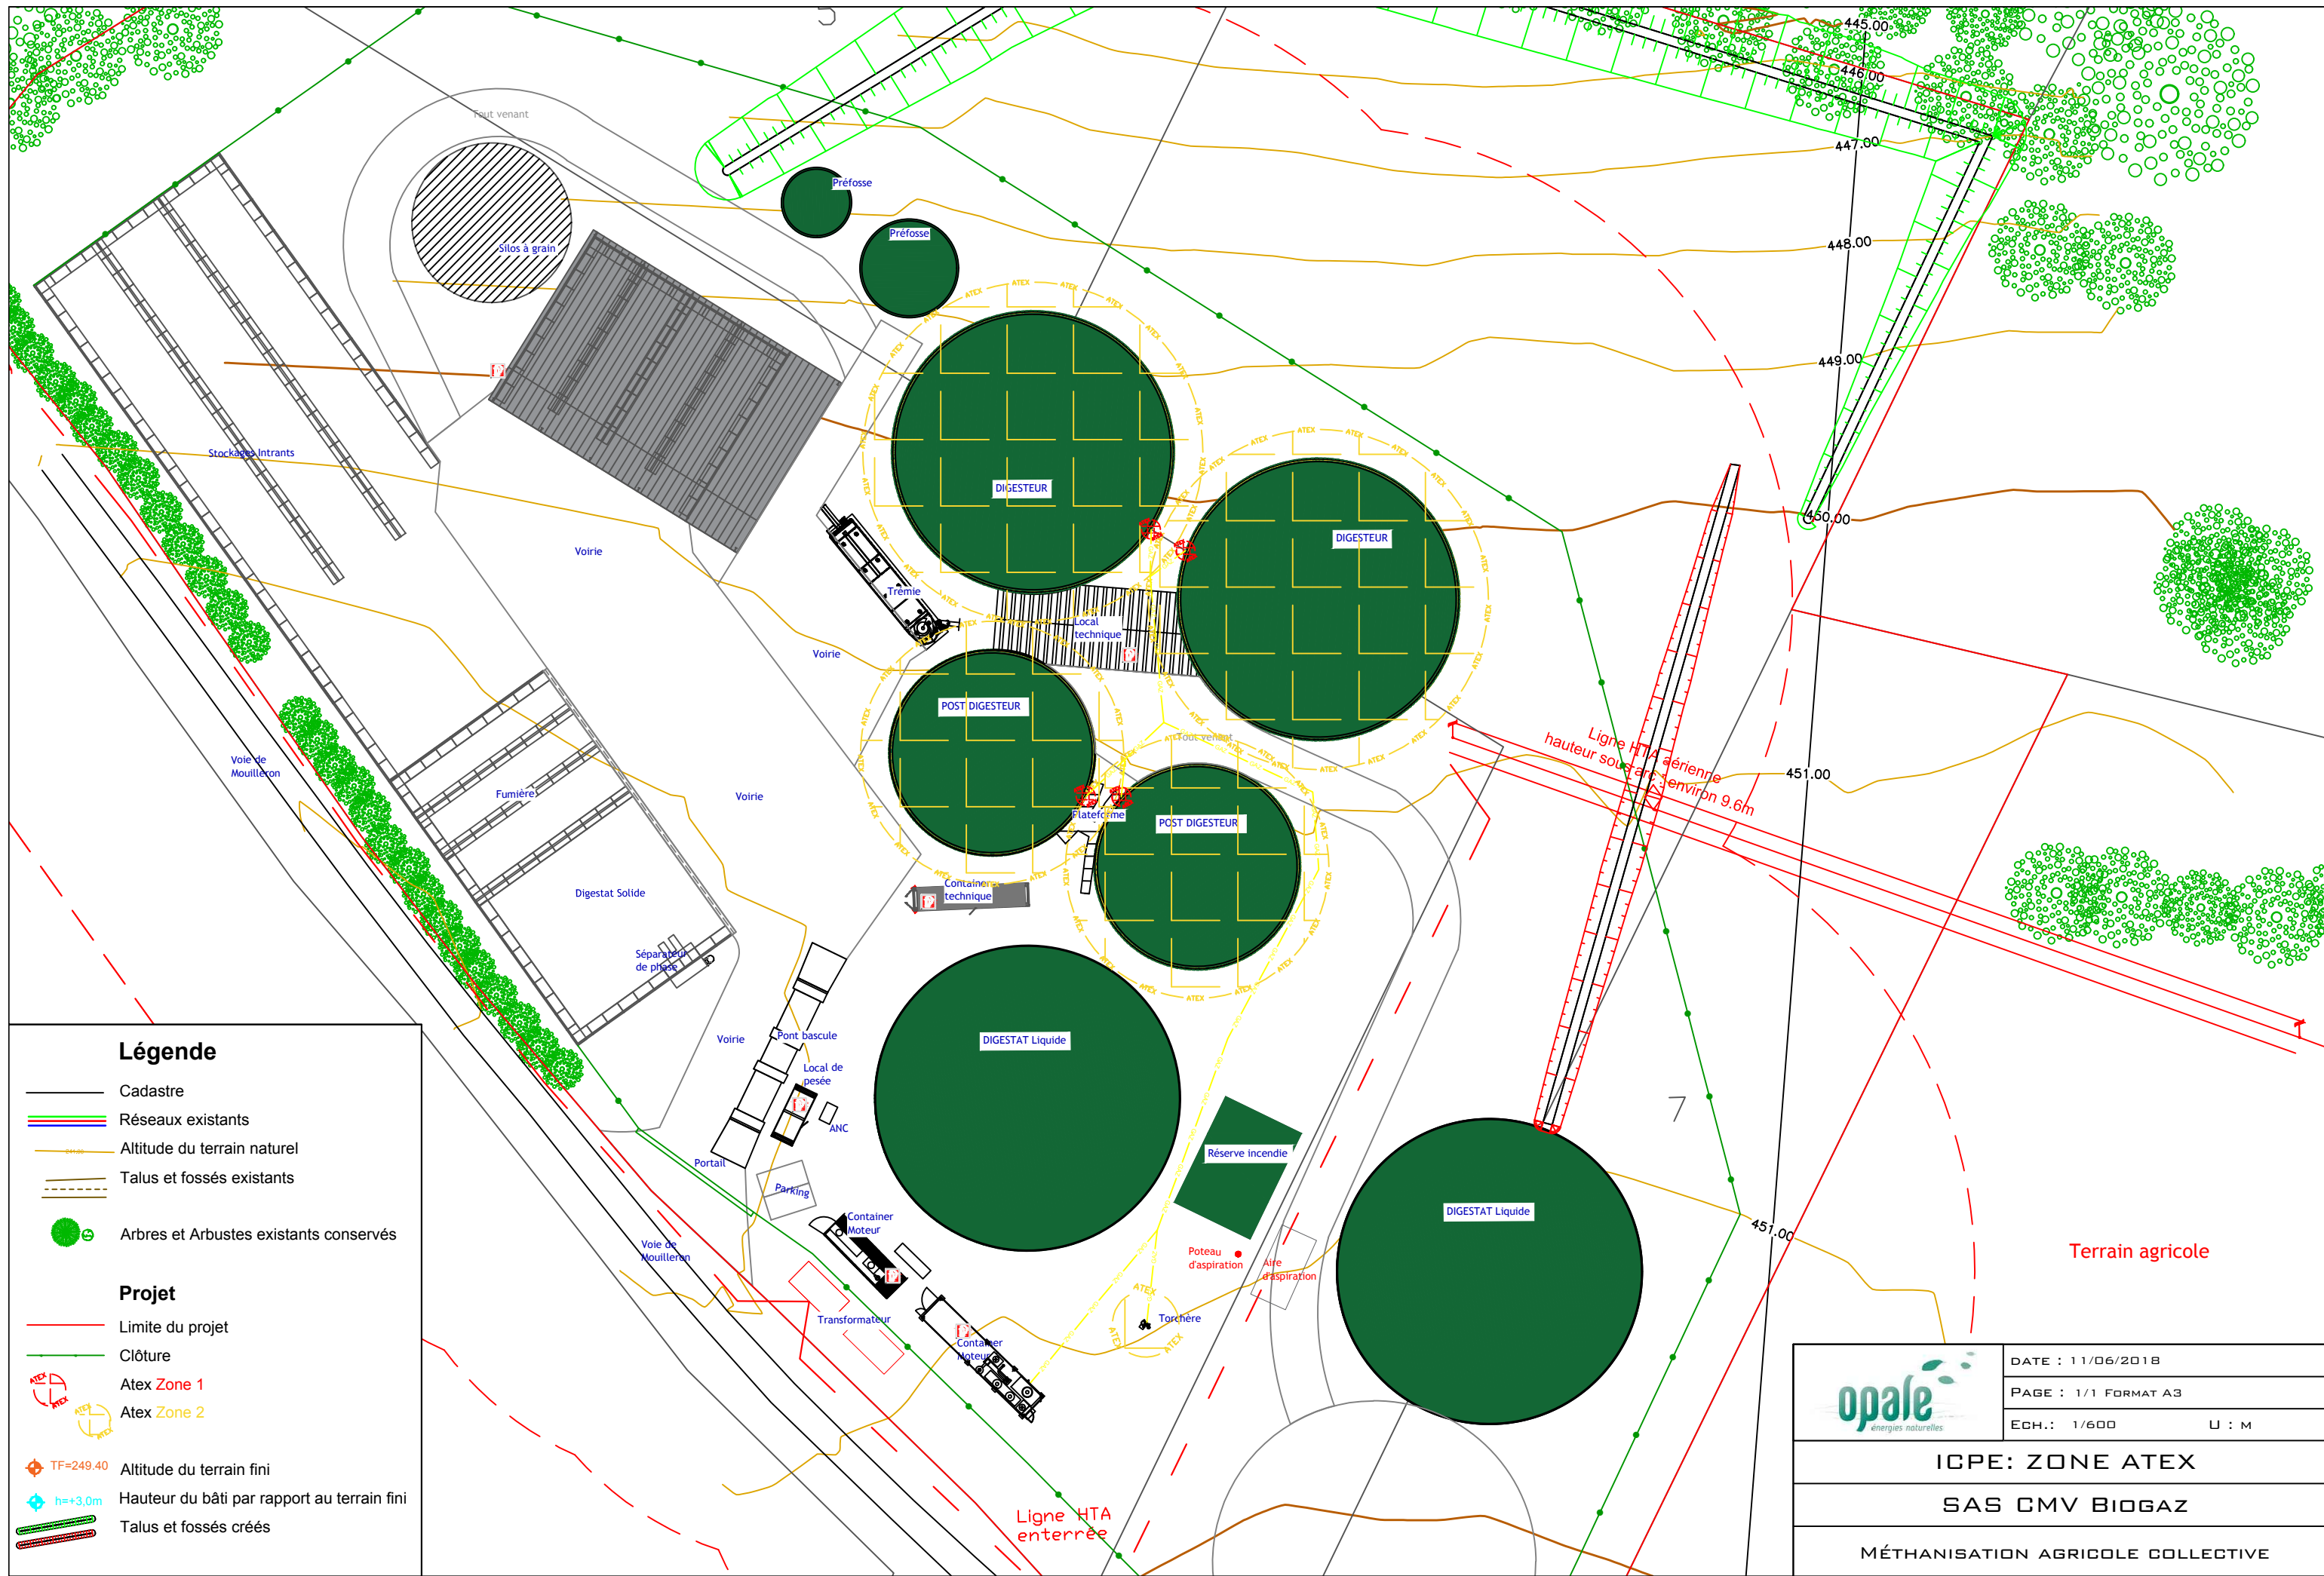 445.00
446.00
447.00
448.00
449.00
450.00
451.00
451.00
Tout venant
Silos à grain
Préfosse
Préfosse
Stockages Intrants
Voirie
DIGESTEUR
DIGESTEUR
Trémie
Local
technique
Voirie
POST DIGESTEUR
Tout venant
Ligne HTA aérienne
hauteur sous arc : environ 9.6m
Voie de
Mouilleron
Fumière
Voirie
Plateforme
POST DIGESTEUR
Digestat Solide
Container
technique
Séparateur
de phase
Voirie
Pont bascule
DIGESTAT Liquide
Local de
pesée
ANC
Portail
Parking
Réserve incendie
Container
Moteur
Voie de
Mouilleron
Poteau
d'aspiration
Aire
d'aspiration
DIGESTAT Liquide
Transformateur
Torchère
Container
Moteur
Terrain agricole
Ligne HTA
enterrée
ATEX
ATEX
ATEX
Légende
Cadastre
Réseaux existants
Altitude du terrain naturel
Talus et fossés existants
Arbres et Arbustes existants conservés
Projet
Limite du projet
Clôture
ATEX
ATEX
Atex Zone 1
ATEX
ATEX
Atex Zone 2
TF=249.40 Altitude du terrain fini
h=+3.0m Hauteur du bâti par rapport au terrain fini
Talus et fossés créés
opale
énergies naturelles
DATE : 11/06/2018
PAGE : 1/1 FORMAT A3
ECH.: 1/600 U : M
ICPE: ZONE ATEX
SAS CMV BIOGAZ
MÉTHANISATION AGRICOLE COLLECTIVE